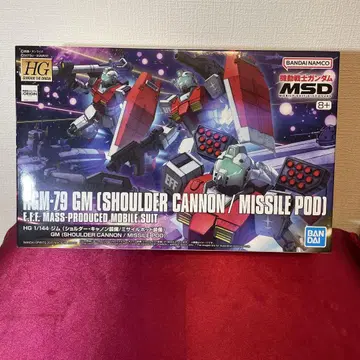 HG
BANDAI NAMCO
機動戦士ガンダム
MSD
8+
RGM-79 GM (SHOULDER CANNON / MISSILE POD)
E.F.F. MASS-PRODUCED MOBILE SUIT
HG 1/144 ジム (ショルダー・キャノン装備/ミサイルポッド装備)
GM (SHOULDER CANNON / MISSILE POD)
BAN
DAI